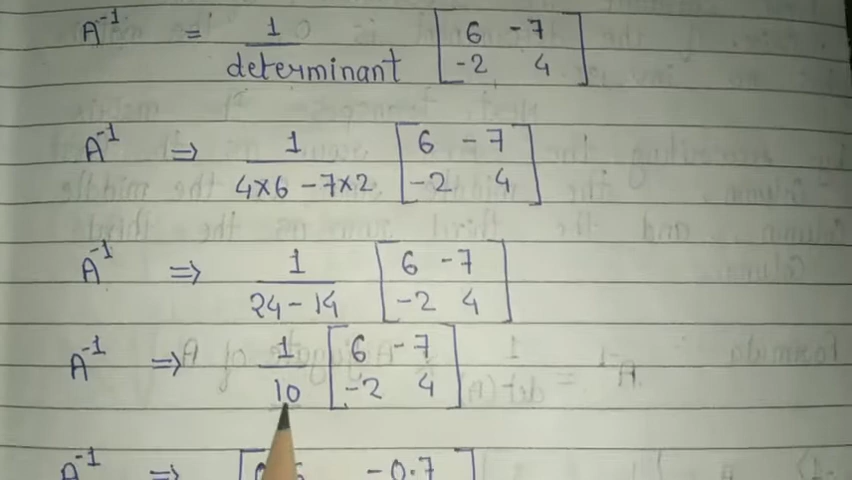 A⁻¹ = 1/determinant [6 -7
-2 4]
A⁻¹ ⇒ 1/(4×6 - 7×2) [6 -7
-2 4]
A⁻¹ ⇒ 1/(24 - 14) [6 -7
-2 4]
A⁻¹ ⇒ 1/10 [6 -7
-2 4]
A⁻¹ ⇒ [ -0.7 ]